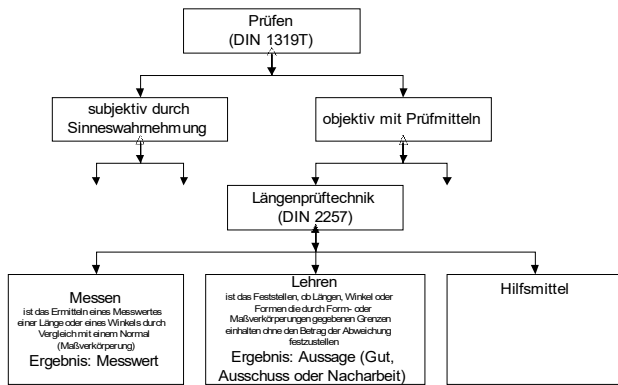 Prüfen
(DIN 1319T)
subjektiv durch
Sinneswahrnehmung
objektiv mit Prüfmitteln
Längenprüftechnik
(DIN 2257)
Messen
ist das Ermitteln eines Messwertes
einer Länge oder eines Winkels durch
Vergleich mit einem Normal
(Maßverkörperung)
Ergebnis: Messwert
Lehren
ist das Feststellen, ob Längen, Winkel oder
Formen die durch Form- oder
Maßverkörperungen gegebenen Grenzen
einhalten ohne den Betrag der Abweichung
festzustellen
Ergebnis: Aussage (Gut,
Ausschuss oder Nacharbeit)
Hilfsmittel